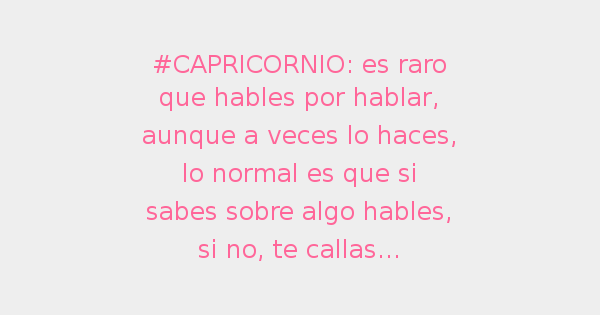 #CAPRICORNIO: es raro
que hables por hablar,
aunque a veces lo haces,
lo normal es que si
sabes sobre algo hables,
si no, te callas...